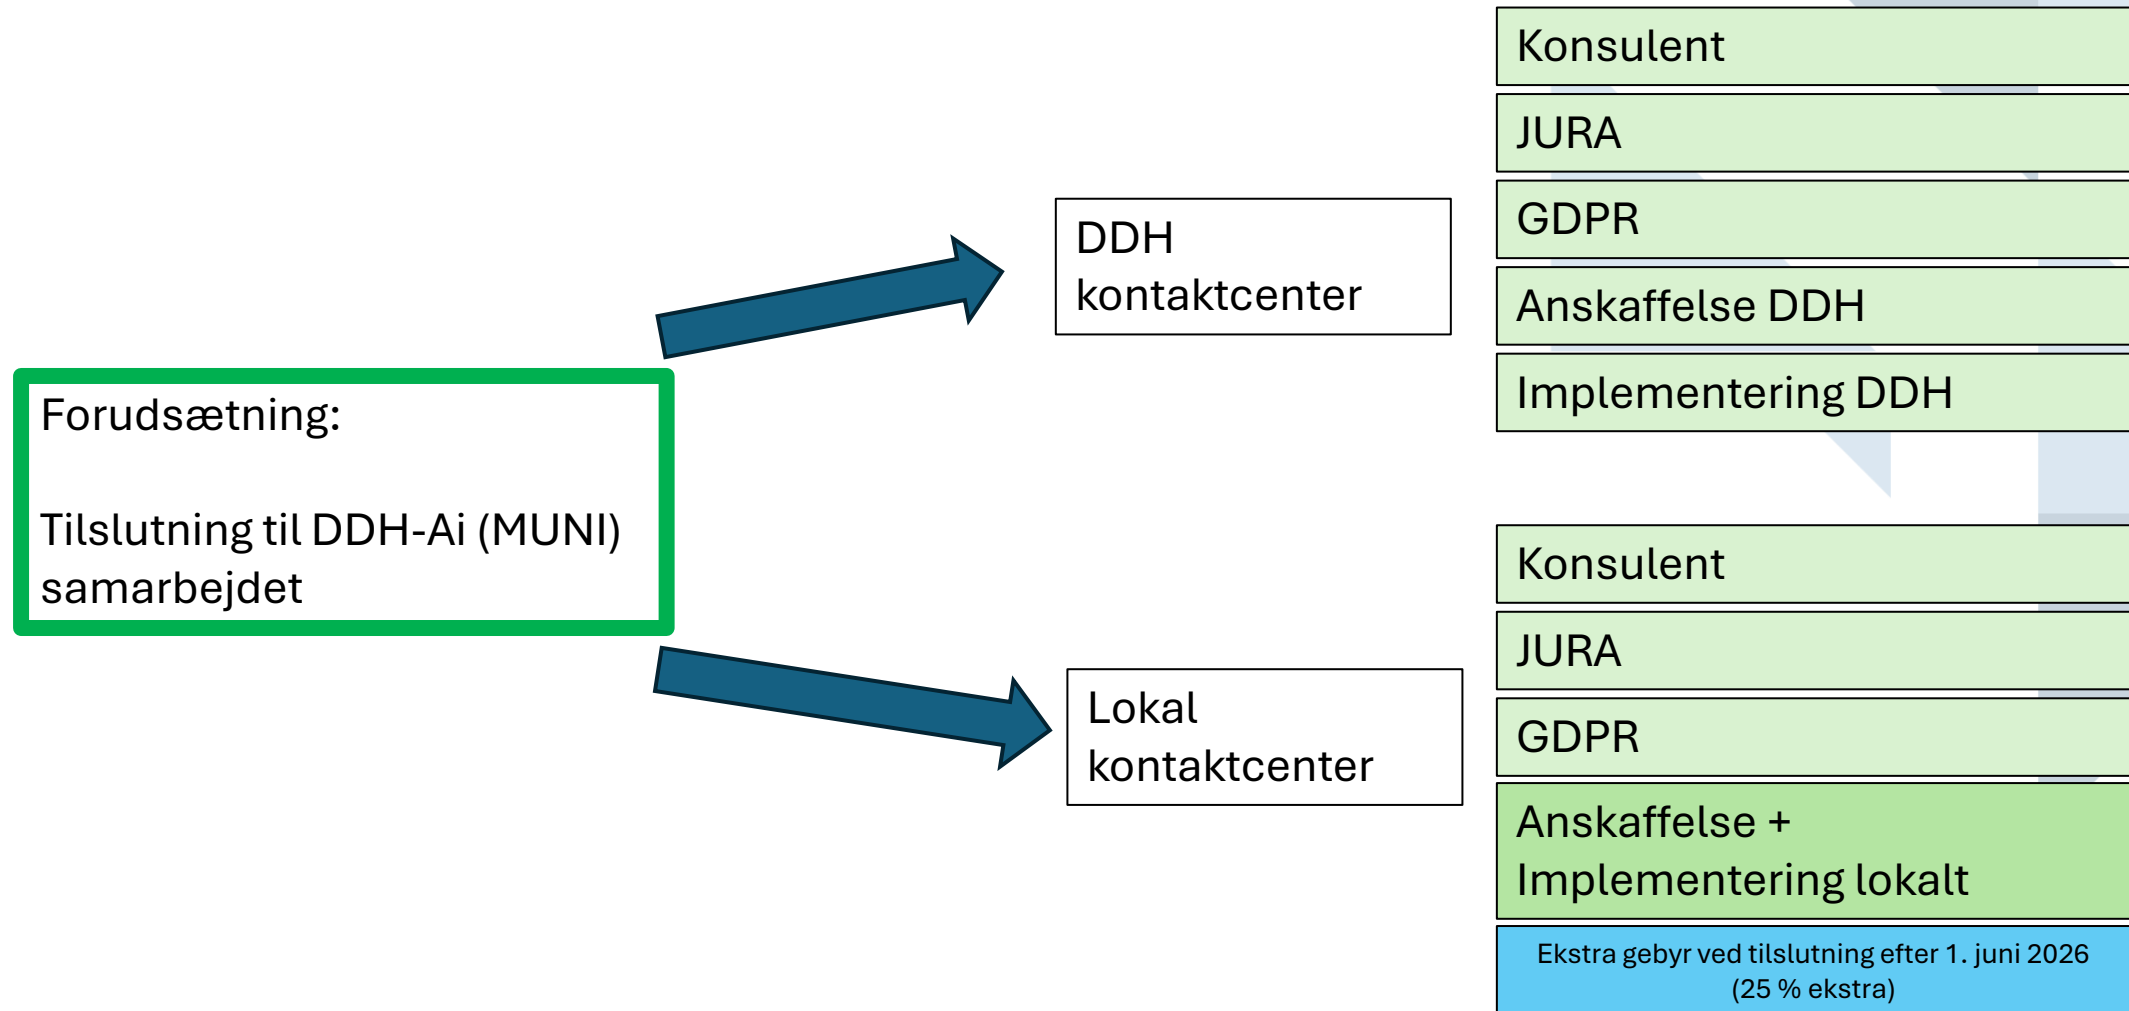 Forudsætning:
Tilslutning til DDH-Ai (MUNI)
samarbejdet
DDH
kontaktcenter
Konsulent
JURA
GDPR
Anskaffelse DDH
Implementering DDH
Lokal
kontaktcenter
Konsulent
JURA
GDPR
Anskaffelse +
Implementering lokalt
Ekstra gebyr ved tilslutning efter 1. juni 2026
(25 % ekstra)